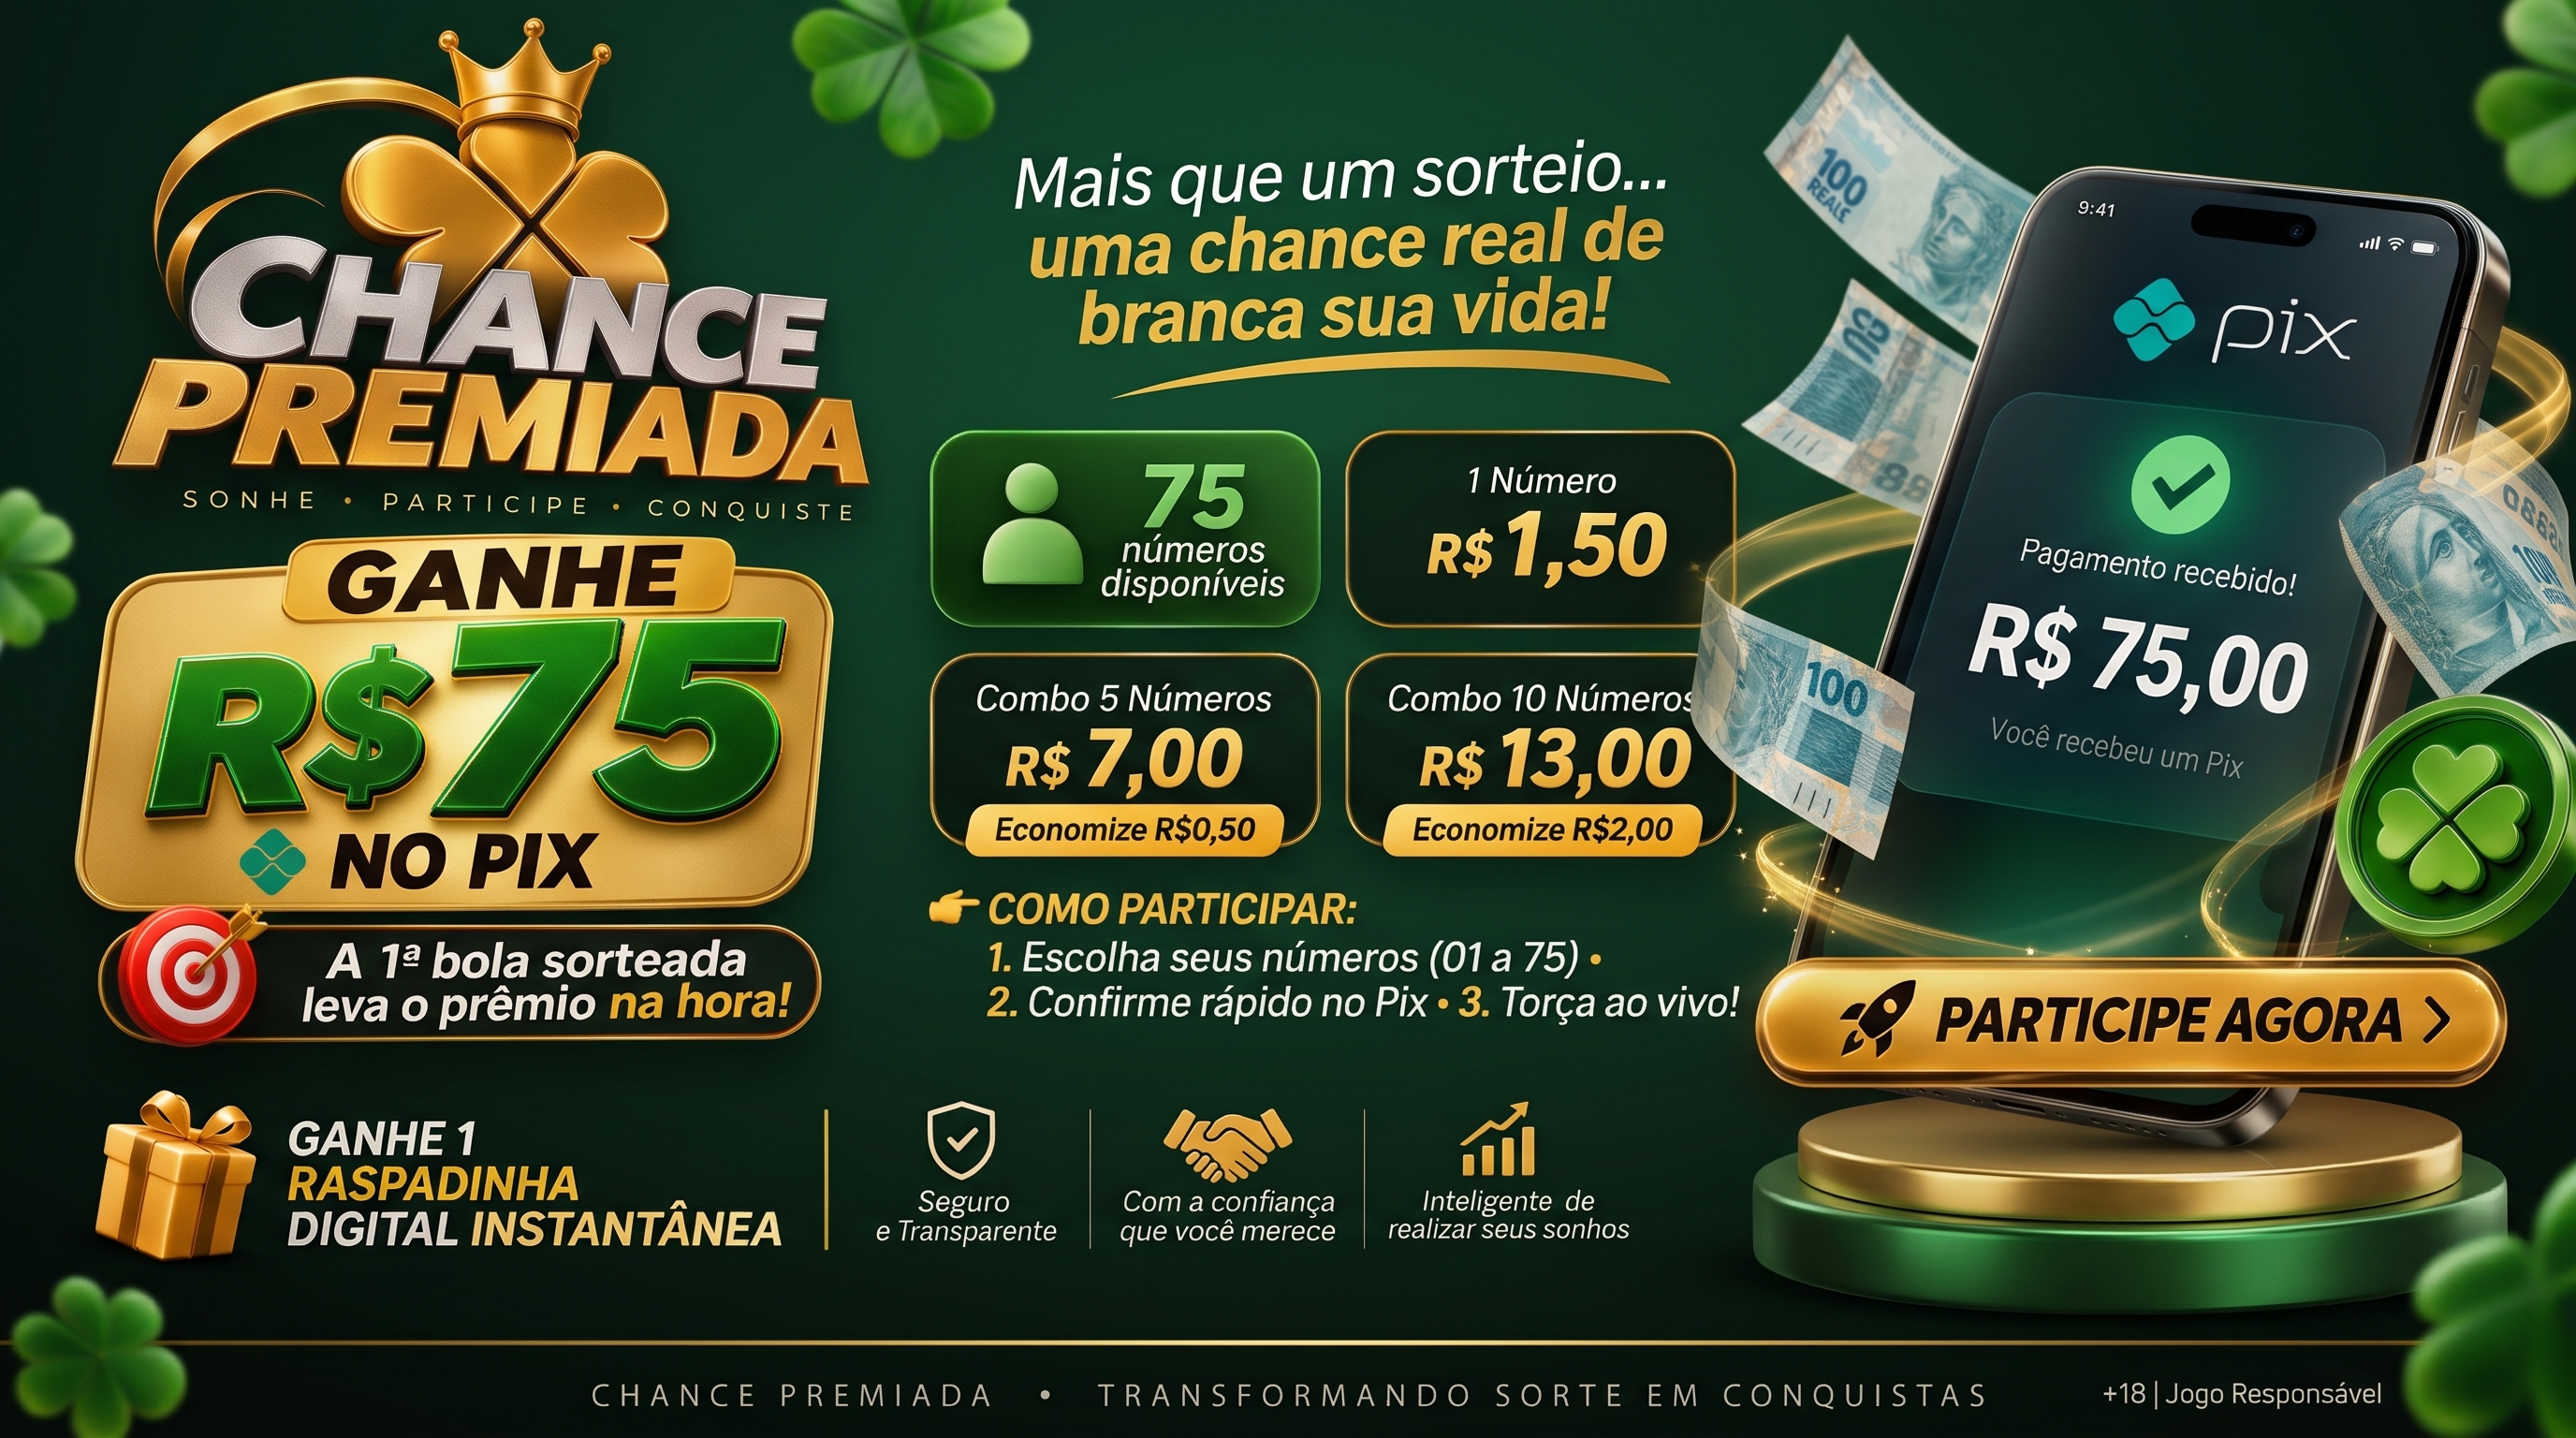 CHANCE
PREMIADA
SONHE • PARTICIPE • CONQUISTE
GANHE
R$75
NO PIX
A 1ª bola sorteada
leva o prêmio na hora!
GANHE 1
RASPADINHA
DIGITAL INSTANTÂNEA
Mais que um sorteio...
uma chance real de
branca sua vida!
75
números
disponíveis
1 Número
R$ 1,50
Combo 5 Números
R$ 7,00
Economize R$0,50
Combo 10 Números
R$ 13,00
Economize R$2,00
COMO PARTICIPAR:
1. Escolha seus números (01 a 75) •
2. Confirme rápido no Pix • 3. Torça ao vivo!
Seguro
e Transparente
Com a confiança
que você merece
Inteligente de
realizar seus sonhos
100
REALE
100
9:41
pix
Pagamento recebido!
R$ 75,00
Você recebeu um Pix
PARTICIPE AGORA >
CHANCE PREMIADA • TRANSFORMANDO SORTE EM CONQUISTAS
+18 | Jogo Responsável